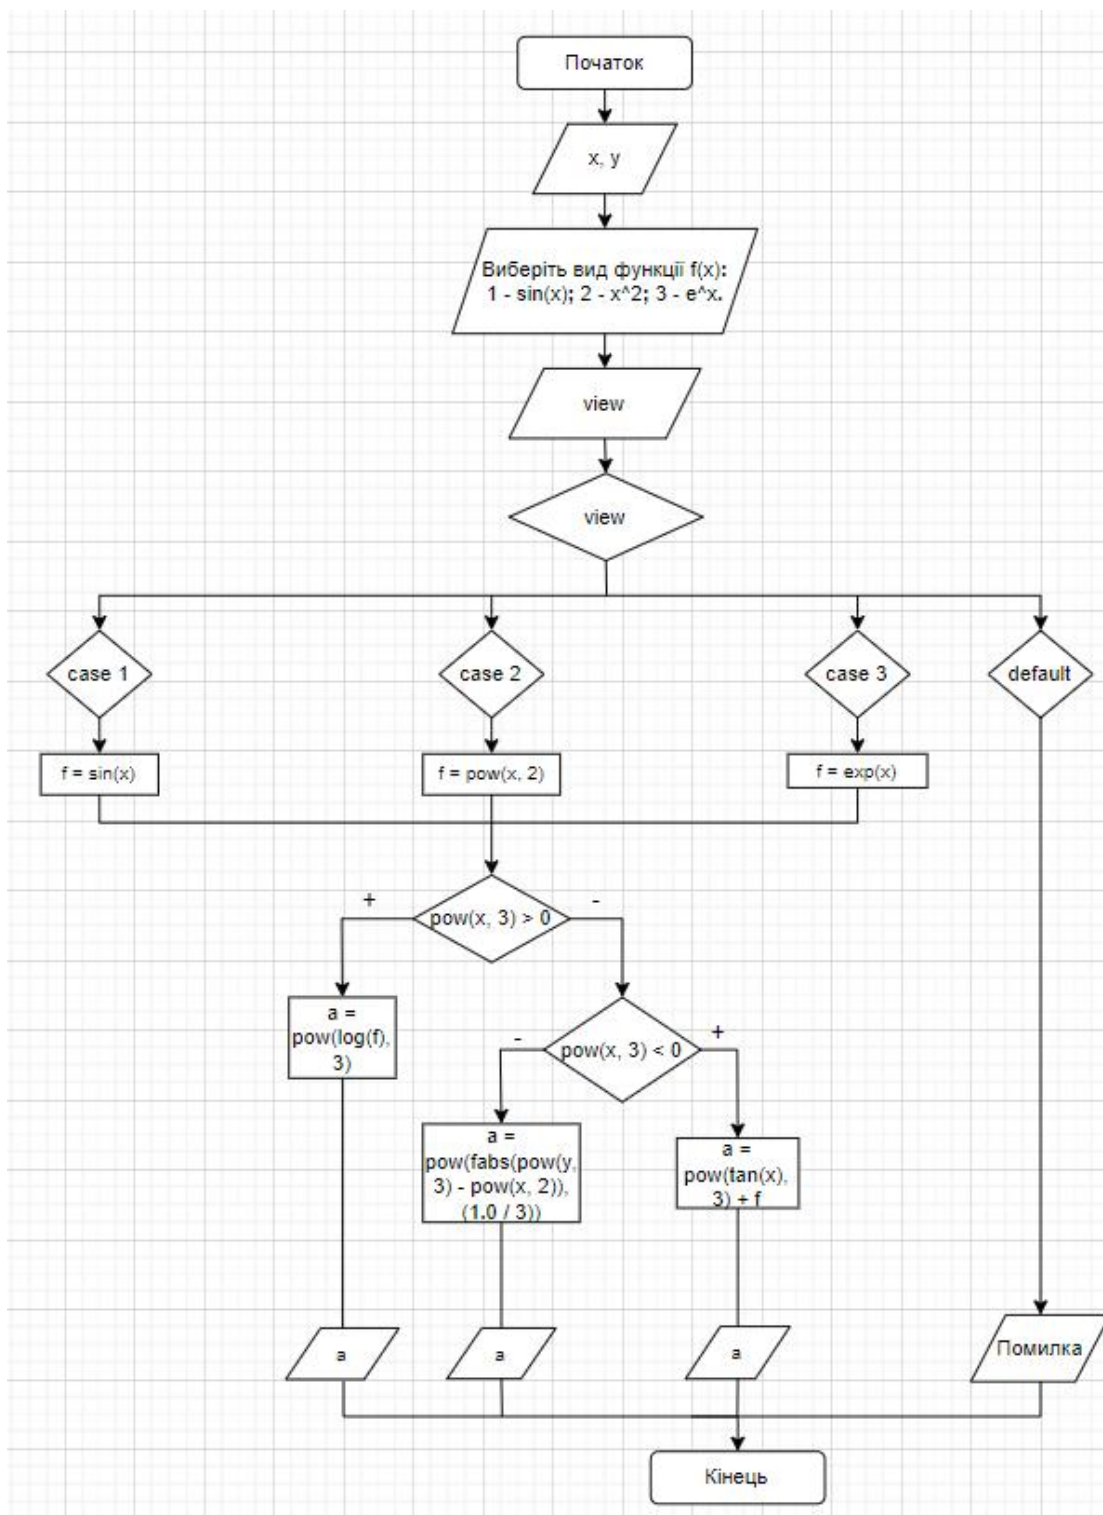 Початок
x, y
Виберіть вид функції f(x):
1 - sin(x); 2 - x^2; 3 - e^x.
view
view
case 1
case 2
case 3
default
f = sin(x)
f = pow(x, 2)
f = exp(x)
+
-
pow(x, 3) > 0
a =
pow(log(f),
3)
-
+
pow(x, 3) < 0
a =
pow(fabs(pow(y,
3) - pow(x, 2)),
(1.0 / 3))
a =
pow(tan(x),
3) + f
a
a
a
Помилка
Кінець